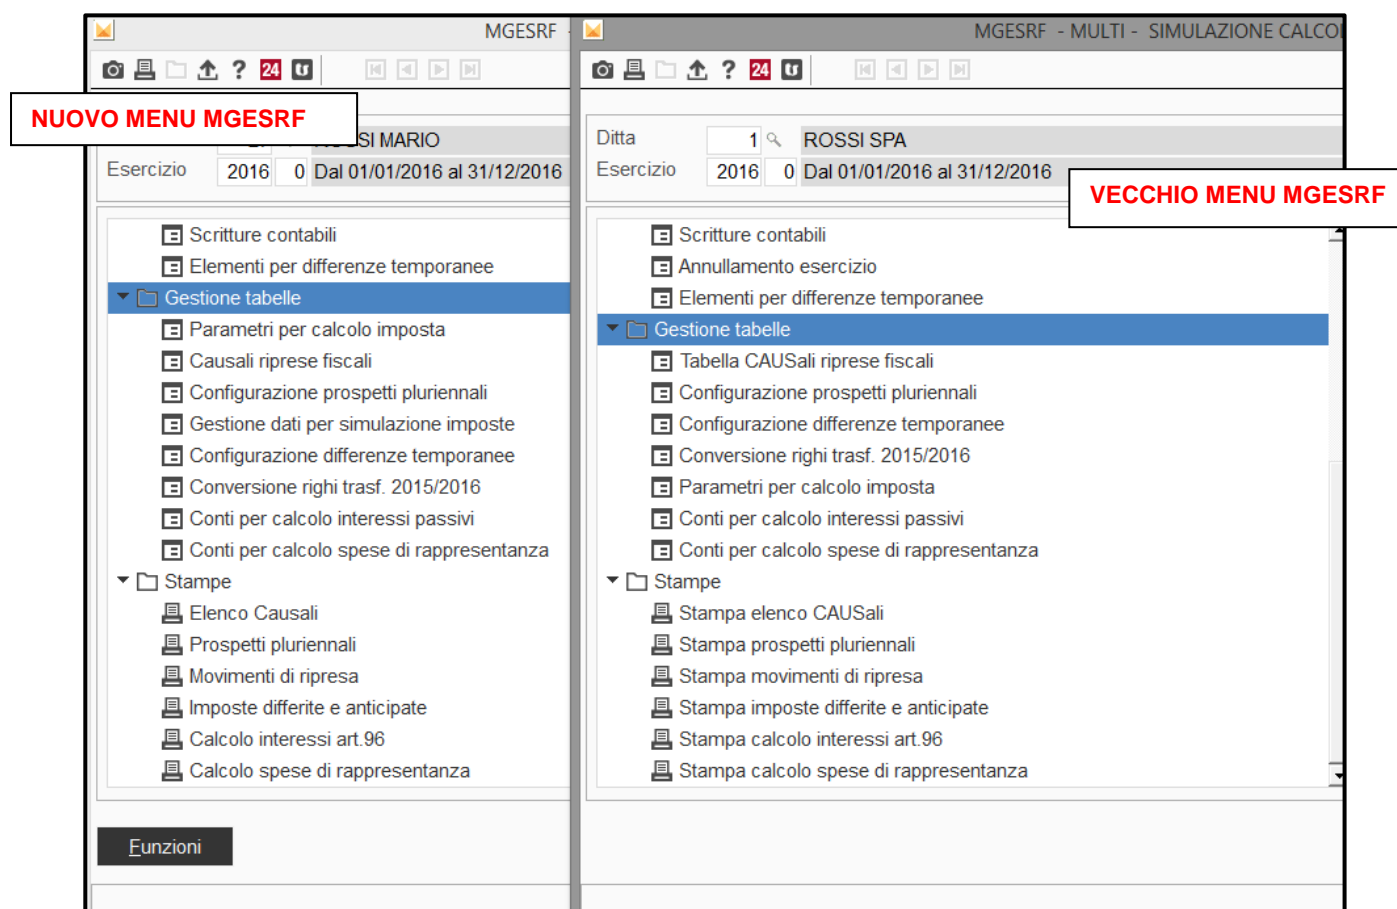 MGESRF -
? 24
NUOVO MENU MGESRF
SI MARIO
Esercizio 2016 0 Dal 01/01/2016 al 31/12/2016
Scritture contabili
Elementi per differenze temporanee
Gestione tabelle
Parametri per calcolo imposta
Causali riprese fiscali
Configurazione prospetti pluriennali
Gestione dati per simulazione imposte
Configurazione differenze temporanee
Conversione righi trasf. 2015/2016
Conti per calcolo interessi passivi
Conti per calcolo spese di rappresentanza
Stampe
Elenco Causali
Prospetti pluriennali
Movimenti di ripresa
Imposte differite e anticipate
Calcolo interessi art.96
Calcolo spese di rappresentanza
Funzioni
MGESRF - MULTI - SIMULAZIONE CALCOL
? 24
Ditta 1 ROSSI SPA
Esercizio 2016 0 Dal 01/01/2016 al 31/12/2016
VECCHIO MENU MGESRF
Scritture contabili
Annullamento esercizio
Elementi per differenze temporanee
Gestione tabelle
Tabella CAUSali riprese fiscali
Configurazione prospetti pluriennali
Configurazione differenze temporanee
Conversione righi trasf. 2015/2016
Parametri per calcolo imposta
Conti per calcolo interessi passivi
Conti per calcolo spese di rappresentanza
Stampe
Stampa elenco CAUSali
Stampa prospetti pluriennali
Stampa movimenti di ripresa
Stampa imposte differite e anticipate
Stampa calcolo interessi art.96
Stampa calcolo spese di rappresentanza